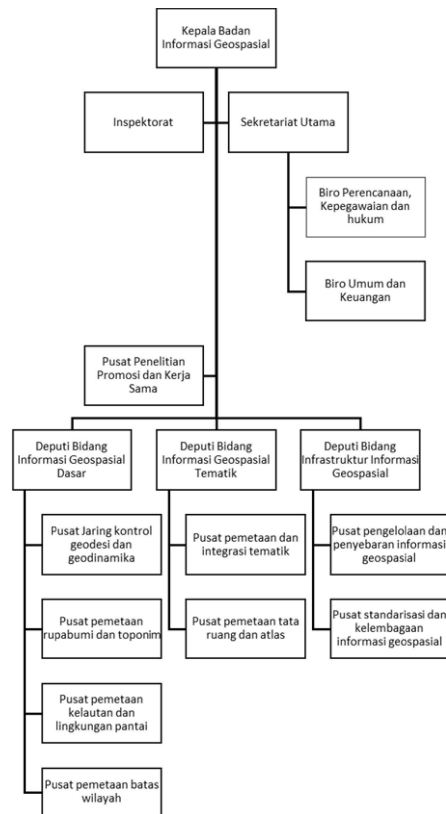 Kepala Badan
Informasi Geospasial
Inspektorat
Sekretariat Utama
Biro Perencanaan,
Kepegawaian dan
hukum
Biro Umum dan
Keuangan
Pusat Penelitian
Promosi dan Kerja
Sama
Deputi Bidang
Informasi Geospasial
Dasar
Deputi Bidang
Informasi Geospasial
Tematik
Deputi Bidang
Infrastruktur Informasi
Geospasial
Pusat Jaring kontrol
geodesi dan
geodinamika
Pusat pemetaan
rupabumi dan toponim
Pusat pemetaan
kelautan dan
lingkungan pantai
Pusat pemetaan batas
wilayah
Pusat pemetaan dan
integrasi tematik
Pusat pemetaan tata
ruang dan atlas
Pusat pengelolaan dan
penyebaran informasi
geospasial
Pusat standarisasi dan
kelembagaan
informasi geospasial